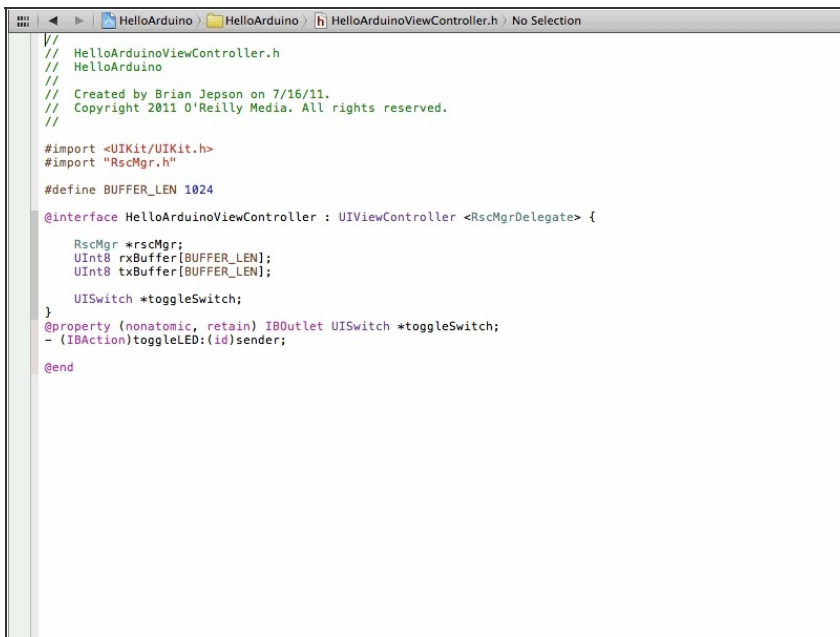 HelloArduino HelloArduino h HelloArduinoViewController.h No Selection
//
// HelloArduinoViewController.h
// HelloArduino
//
// Created by Brian Jepson on 7/16/11.
// Copyright 2011 O'Reilly Media. All rights reserved.
//
#import <UIKit/UIKit.h>
#import "RscMgr.h"
#define BUFFER_LEN 1024
@interface HelloArduinoViewController : UIViewController <RscMgrDelegate> {
RscMgr *rscMgr;
UInt8 rxBuffer[BUFFER_LEN];
UInt8 txBuffer[BUFFER_LEN];
UISwitch *toggleSwitch;
}
@property (nonatomic, retain) IBOutlet UISwitch *toggleSwitch;
- (IBAction)toggleLED:(id)sender;
@end